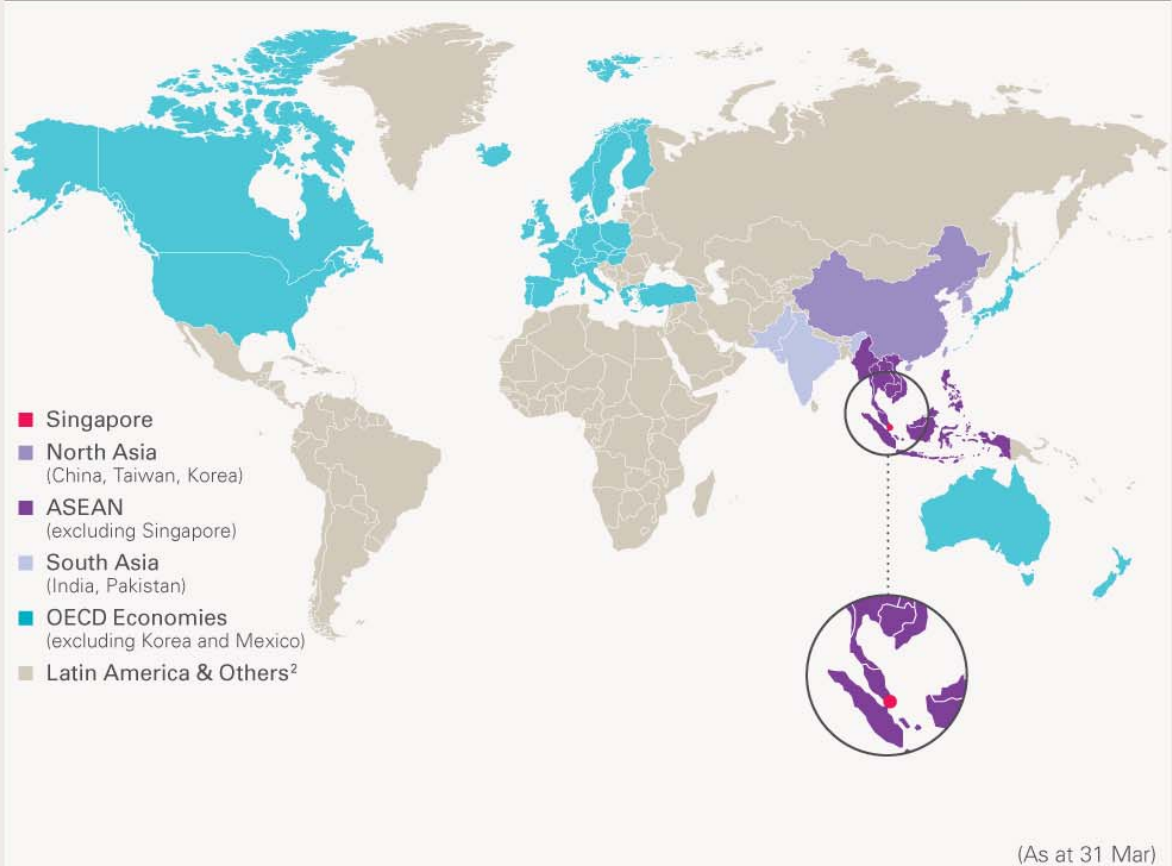 Singapore
North Asia
(China, Taiwan, Korea)
ASEAN
(excluding Singapore)
South Asia
(India, Pakistan)
OECD Economies
(excluding Korea and Mexico)
Latin America & Others²
(As at 31 Mar)